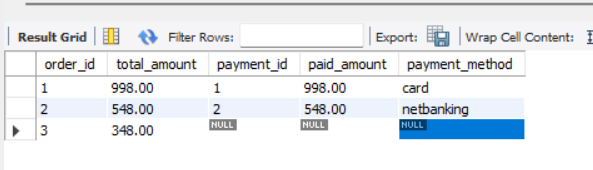 Result Grid Filter Rows: Export: Wrap Cell Content:
order_id total_amount payment_id paid_amount payment_method
1 998.00 1 998.00 card
2 548.00 2 548.00 netbanking
3 348.00 NULL NULL NULL